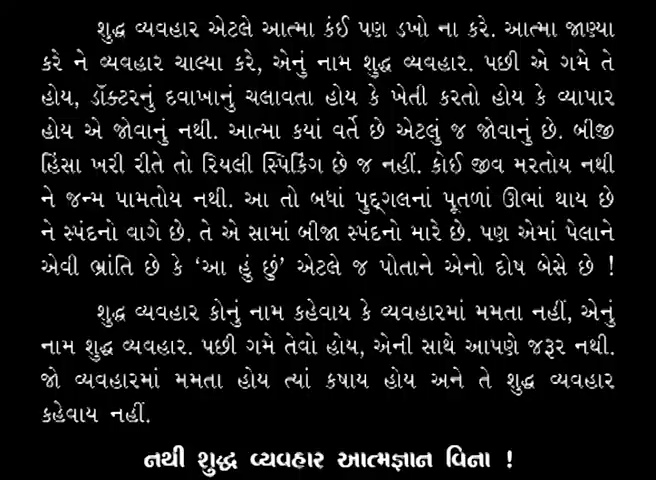 શુદ્ધ વ્યવહાર એટલે આત્મા કંઈ પણ ડખો ના કરે. આત્મા જાણ્યા
કરે ને વ્યવહાર ચાલ્યા કરે, એનું નામ શુદ્ધ વ્યવહાર. પછી એ ગમે તે
હોય, ડૉક્ટરનું દવાખાનું ચલાવતા હોય કે ખેતી કરતો હોય કે વ્યાપાર
હોય એ જોવાનું નથી. આત્મા કયાં વર્તે છે એટલું જ જોવાનું છે. બીજી
હિંસા ખરી રીતે તો રિયલી સ્પિકિંગ છે જ નહીં. કોઈ જીવ મરતોય નથી
ને જન્મ પામતોય નથી. આ તો બધાં પુદ્ગલનાં પૂતળાં ઊભાં થાય છે
ને સ્પંદનો વાગે છે. તે એ સામાં બીજા સ્પંદનો મારે છે. પણ એમાં પેલાને
એવી ભ્રાંતિ છે કે ‘આ હું છું’ એટલે જ પોતાને એનો દોષ બેસે છે !
શુદ્ધ વ્યવહાર કોનું નામ કહેવાય કે વ્યવહારમાં મમતા નહીં, એનું
નામ શુદ્ધ વ્યવહાર. પછી ગમે તેવો હોય, એની સાથે આપણે જરૂર નથી.
જો વ્યવહારમાં મમતા હોય ત્યાં કષાય હોય અને તે શુદ્ધ વ્યવહાર
કહેવાય નહીં.
નથી શુદ્ધ વ્યવહાર આત્મજ્ઞાન વિના !